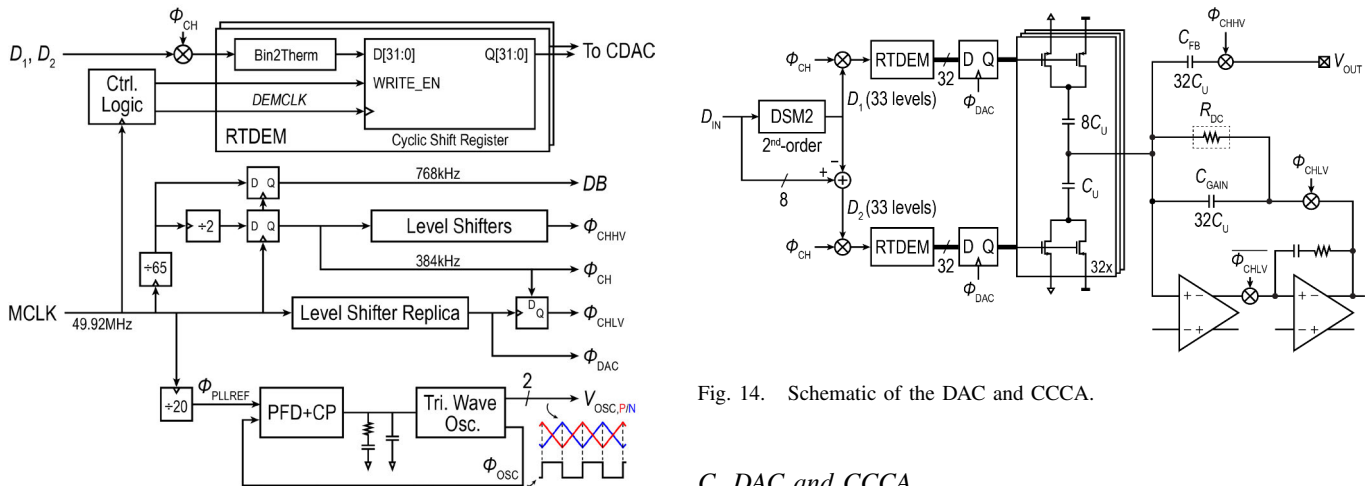 Φ_CH
D_1, D_2
Bin2Therm
D[31:0]
Q[31:0]
To CDAC
WRITE_EN
Ctrl.
Logic
DEMCLK
RTDEM
Cyclic Shift Register
D Q
768kHz
DB
÷2
D Q
Level Shifters
Φ_CHHV
÷65
384kHz
Φ_CH
MCLK
49.92MHz
Level Shifter Replica
D
Q
Φ_CHLV
Φ_DAC
÷20
Φ_PLLREF
PFD+CP
Tri. Wave
Osc.
2
V_OSC,P/N
Φ_OSC
Φ_CH
RTDEM
32
D Q
Φ_DAC
D_1 (33 levels)
D_IN
DSM2
2nd-order
8
−
+
+
D_2 (33 levels)
Φ_CH
RTDEM
32
D Q
Φ_DAC
8C_U
C_U
32x
C_FB
32C_U
Φ_CHHV
V_OUT
R_DC
C_GAIN
32C_U
Φ_CHLV
Φ_CHLV
+ −
− +
+ −
− +
Fig. 14. Schematic of the DAC and CCCA.
C. DAC and CCCA